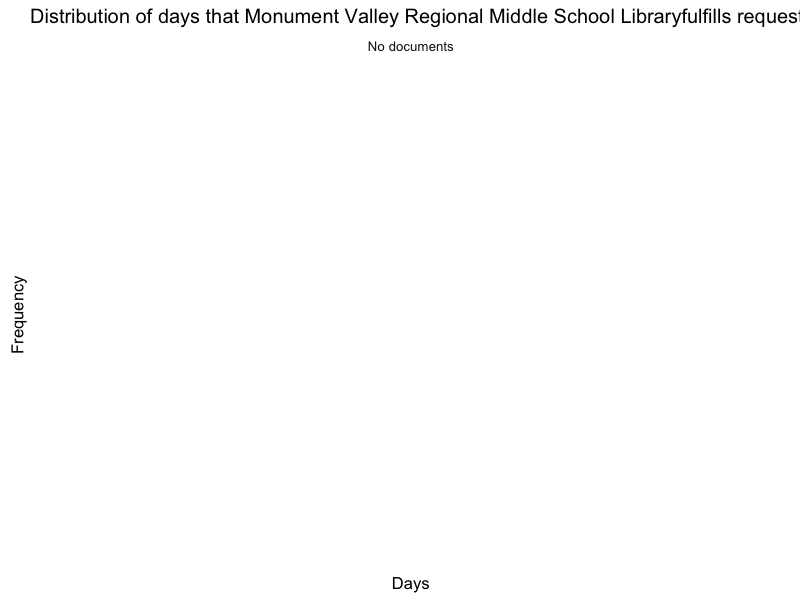 Distribution of days that Monument Valley Regional Middle School Libraryfulfills request
No documents
Frequency
Days